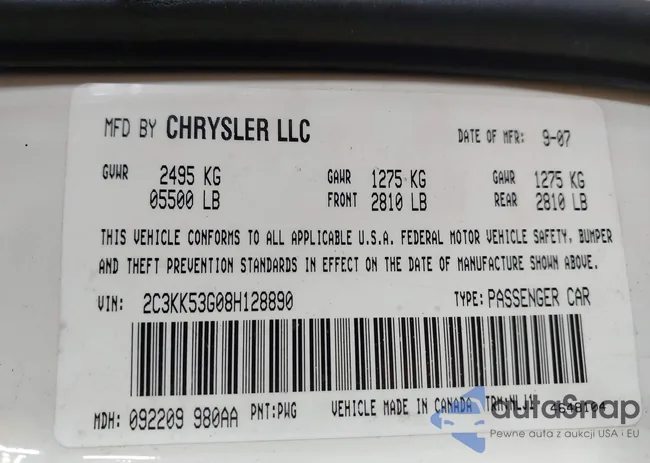 MFD BY CHRYSLER LLC DATE OF MFR: 9-07
GVWR 2495 KG GAWR 1275 KG GAWR 1275 KG
05500 LB FRONT 2810 LB REAR 2810 LB
THIS VEHICLE CONFORMS TO ALL APPLICABLE U.S.A. FEDERAL MOTOR VEHICLE SAFETY, BUMPER
AND THEFT PREVENTION STANDARDS IN EFFECT ON THE DATE OF MANUFACTURE SHOWN ABOVE.
VIN: 2C3KK53G08H128890 TYPE: PASSENGER CAR
MDH: 092209 980AA PNT: PWG VEHICLE MADE IN CANADA TRM: NLJ1 4648104
autoSnap
Pewne auta z aukcji USA i EU